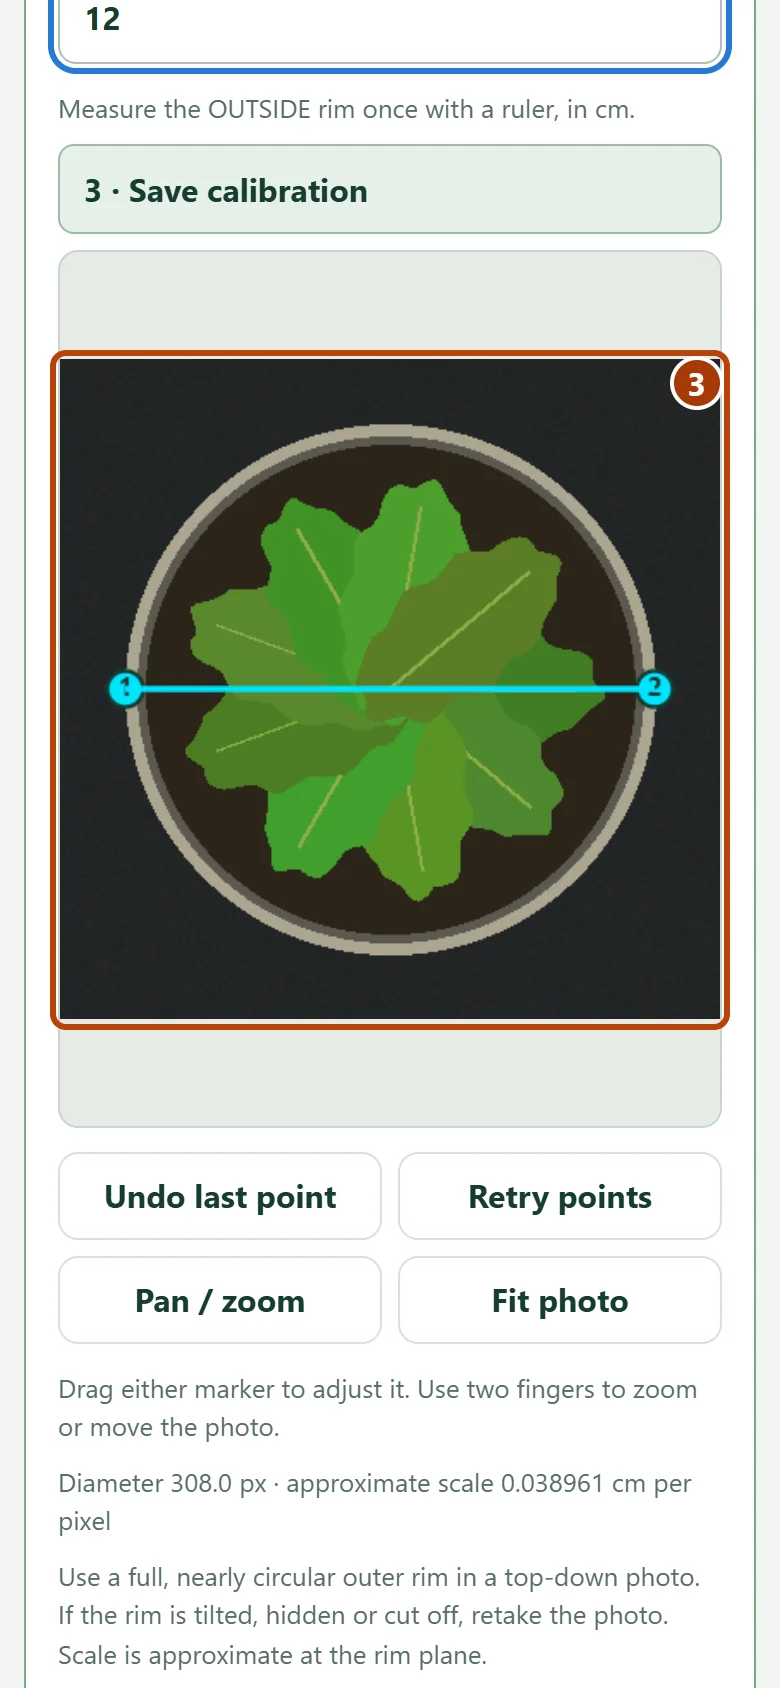 12
Measure the OUTSIDE rim once with a ruler, in cm.
3 · Save calibration
3
1
2
Undo last point
Retry points
Pan / zoom
Fit photo
Drag either marker to adjust it. Use two fingers to zoom
or move the photo.
Diameter 308.0 px · approximate scale 0.038961 cm per
pixel
Use a full, nearly circular outer rim in a top-down photo.
If the rim is tilted, hidden or cut off, retake the photo.
Scale is approximate at the rim plane.